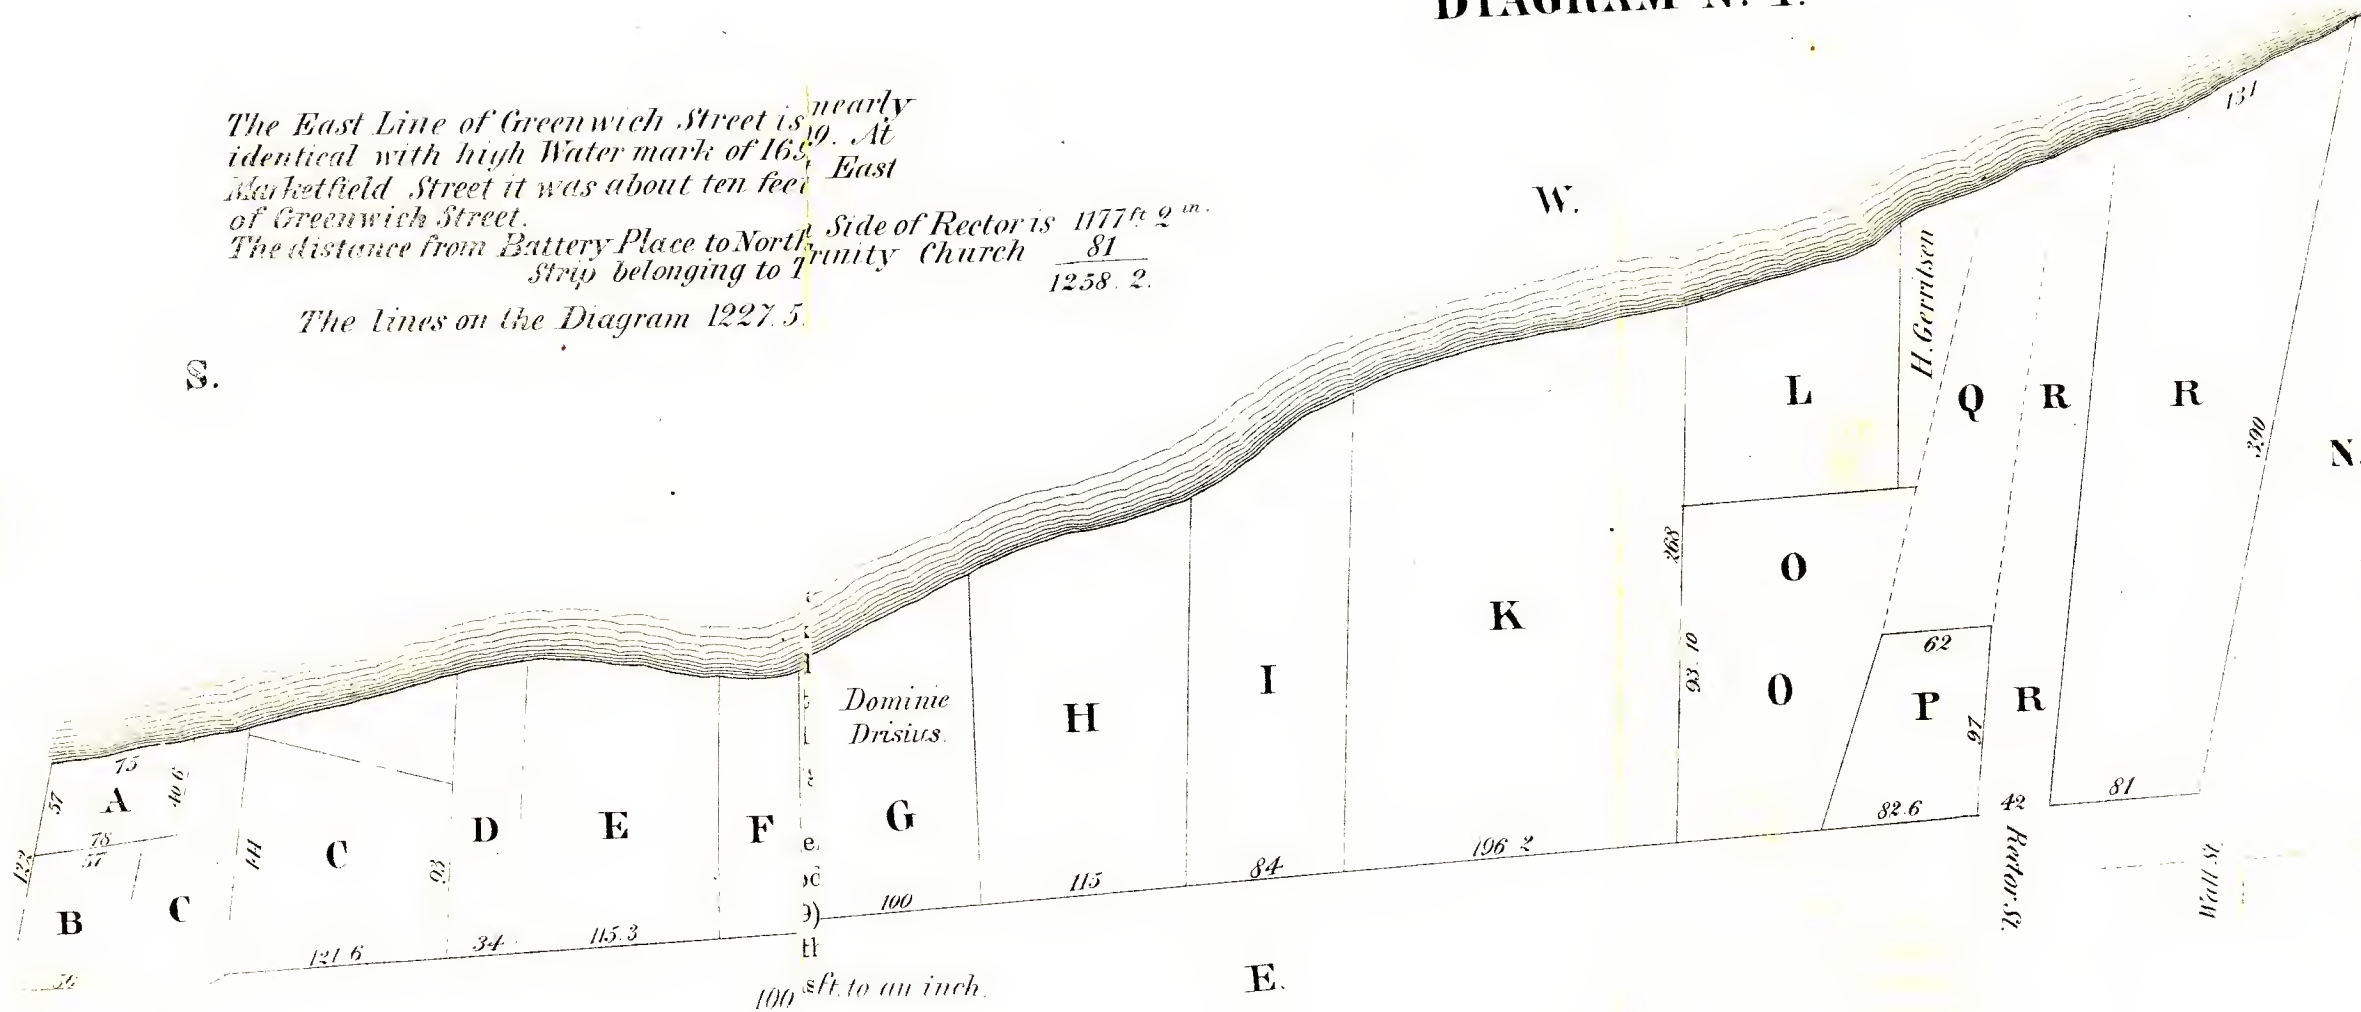 DIAGRAM N. 1.
The East Line of Greenwich Street is nearly
identical with high Water mark of 1659. At
Marketfield Street it was about ten feet East
of Greenwich Street.
The distance from Battery Place to North Side of Rector is 1177 ft 2 in.
Strip belonging to Trinity Church 81
1258. 2.
The lines on the Diagram 1227. 5.
S.
W.
N.
E.
131
H. Gerritsen
L
Q
R
R
390
268
O
K
93. 10
O
62
P
97
R
I
H
Dominie
Drisius.
G
75
57
A
40.6
78
57
122
B
C
111
C
93
D
E
F
56
121 6
34
115.3
100
115
84
196 2
82.6
42
81
Rector St.
Wall St.
e.
9)
100 ft. to an inch.